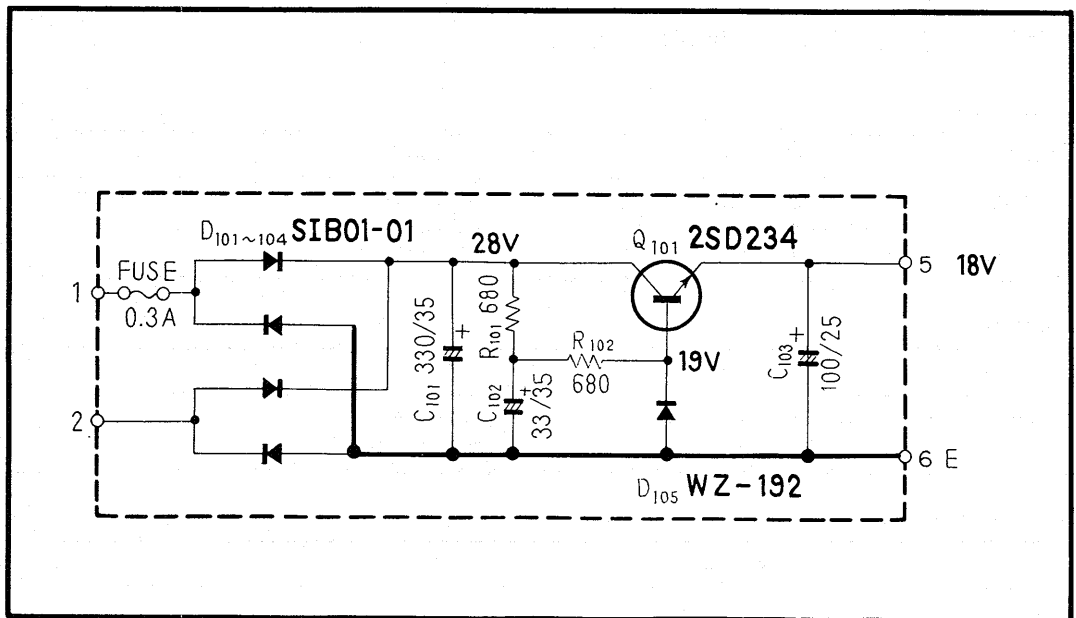 D101~104 SIB01-01
28V
Q101 2SD234
FUSE
1
0.3A
5 18V
R101 680
R102
680
19V
C101 330/35
+
C102 33/35
+
C103 100/25
+
2
6 E
D105 WZ-192